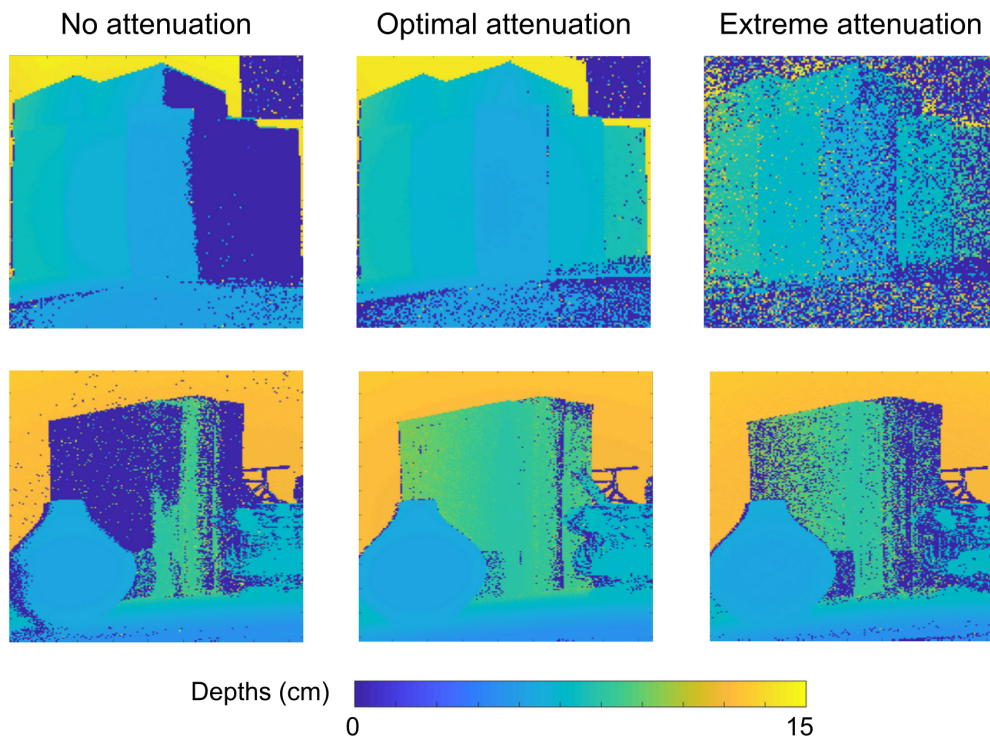 No attenuation
Optimal attenuation
Extreme attenuation
Depths (cm)
0
15